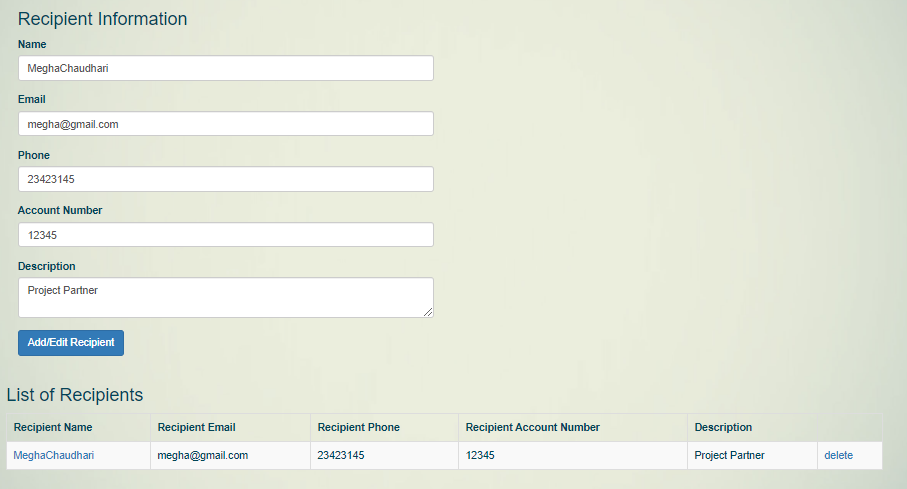 Recipient Information
Name
MeghaChaudhari
Email
megha@gmail.com
Phone
23423145
Account Number
12345
Description
Project Partner
Add/Edit Recipient
List of Recipients
Recipient Name Recipient Email Recipient Phone Recipient Account Number Description
MeghaChaudhari megha@gmail.com 23423145 12345 Project Partner delete